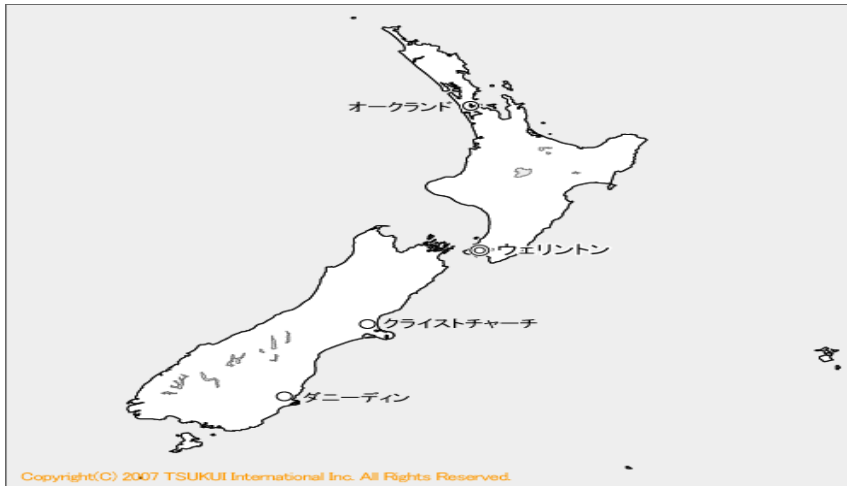 オークランド
ウェリントン
クライストチャーチ
ダニーディン
Copyright(C) 2007 TSUKUI International Inc. All Rights Reserved.